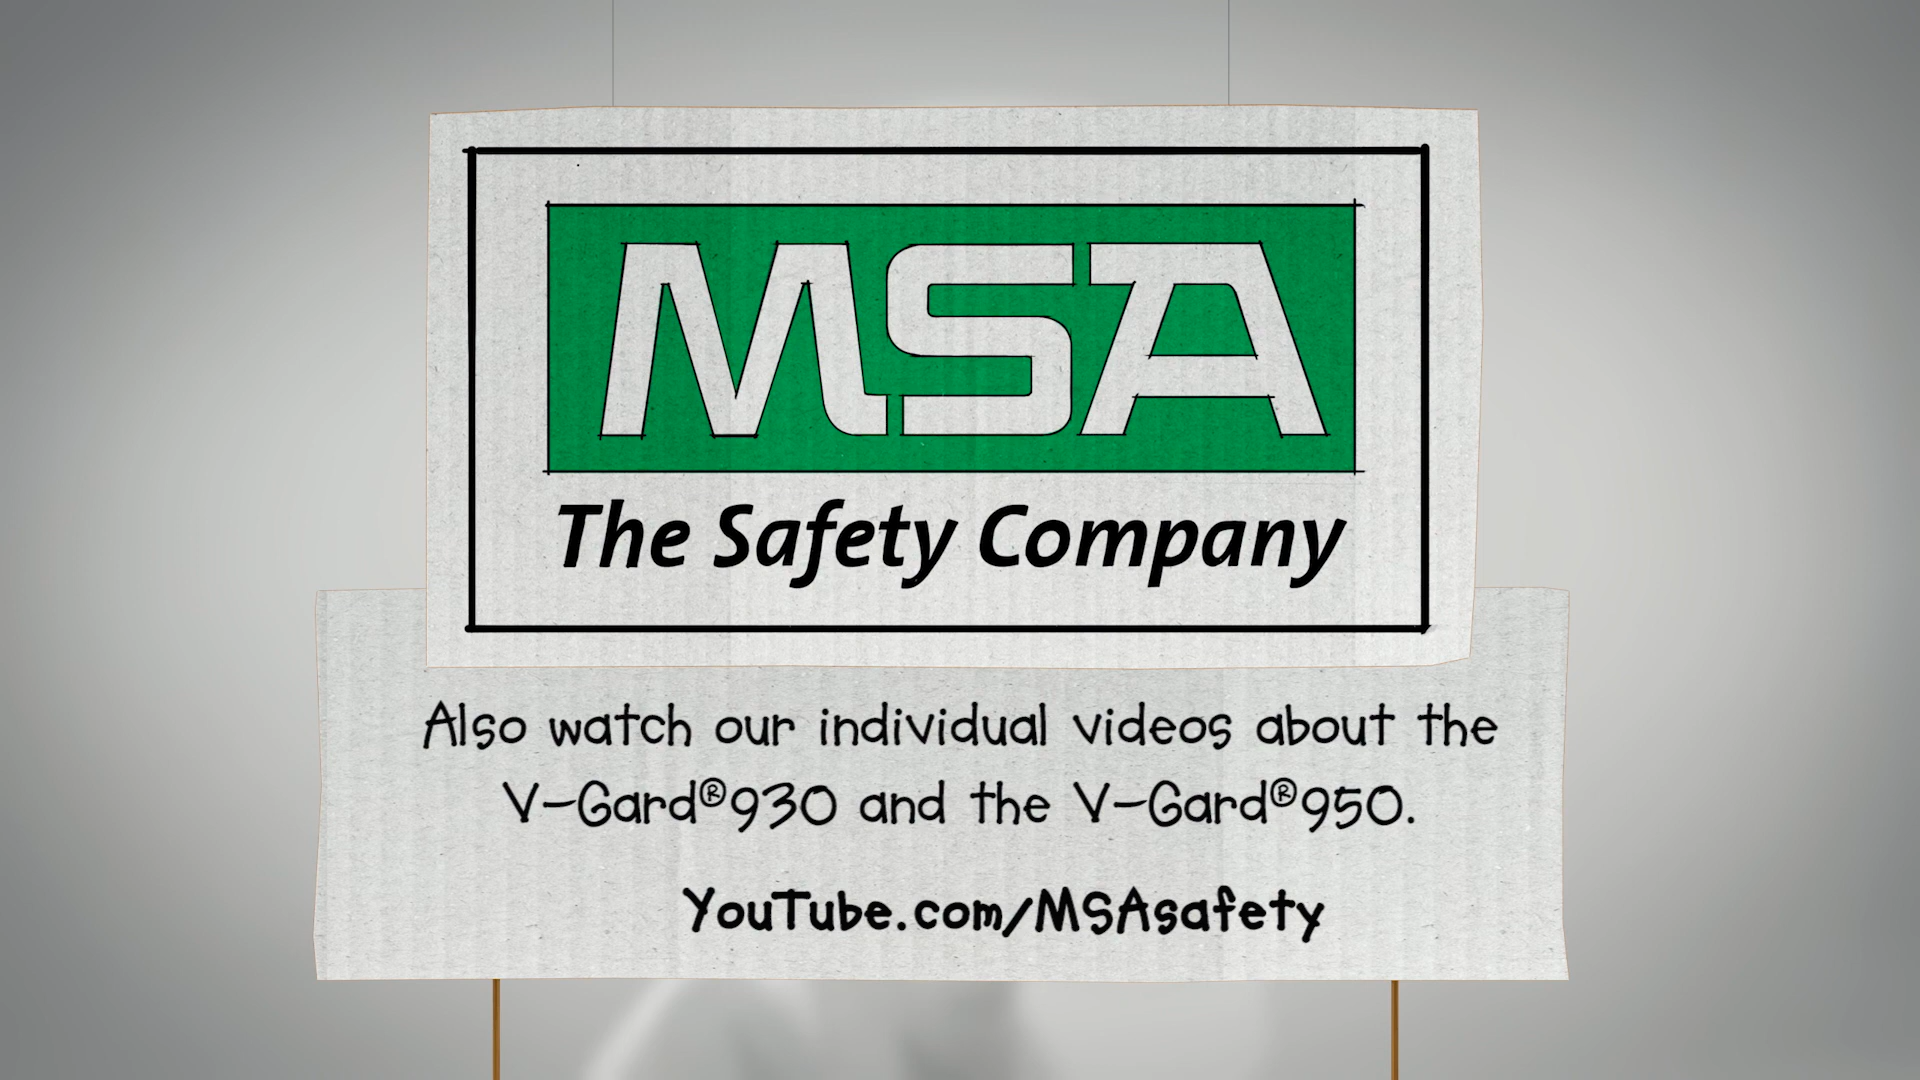 MSA
The Safety Company
Also watch our individual videos about the
V-Gard®930 and the V-Gard®950.
YouTube.com/MSAsafety